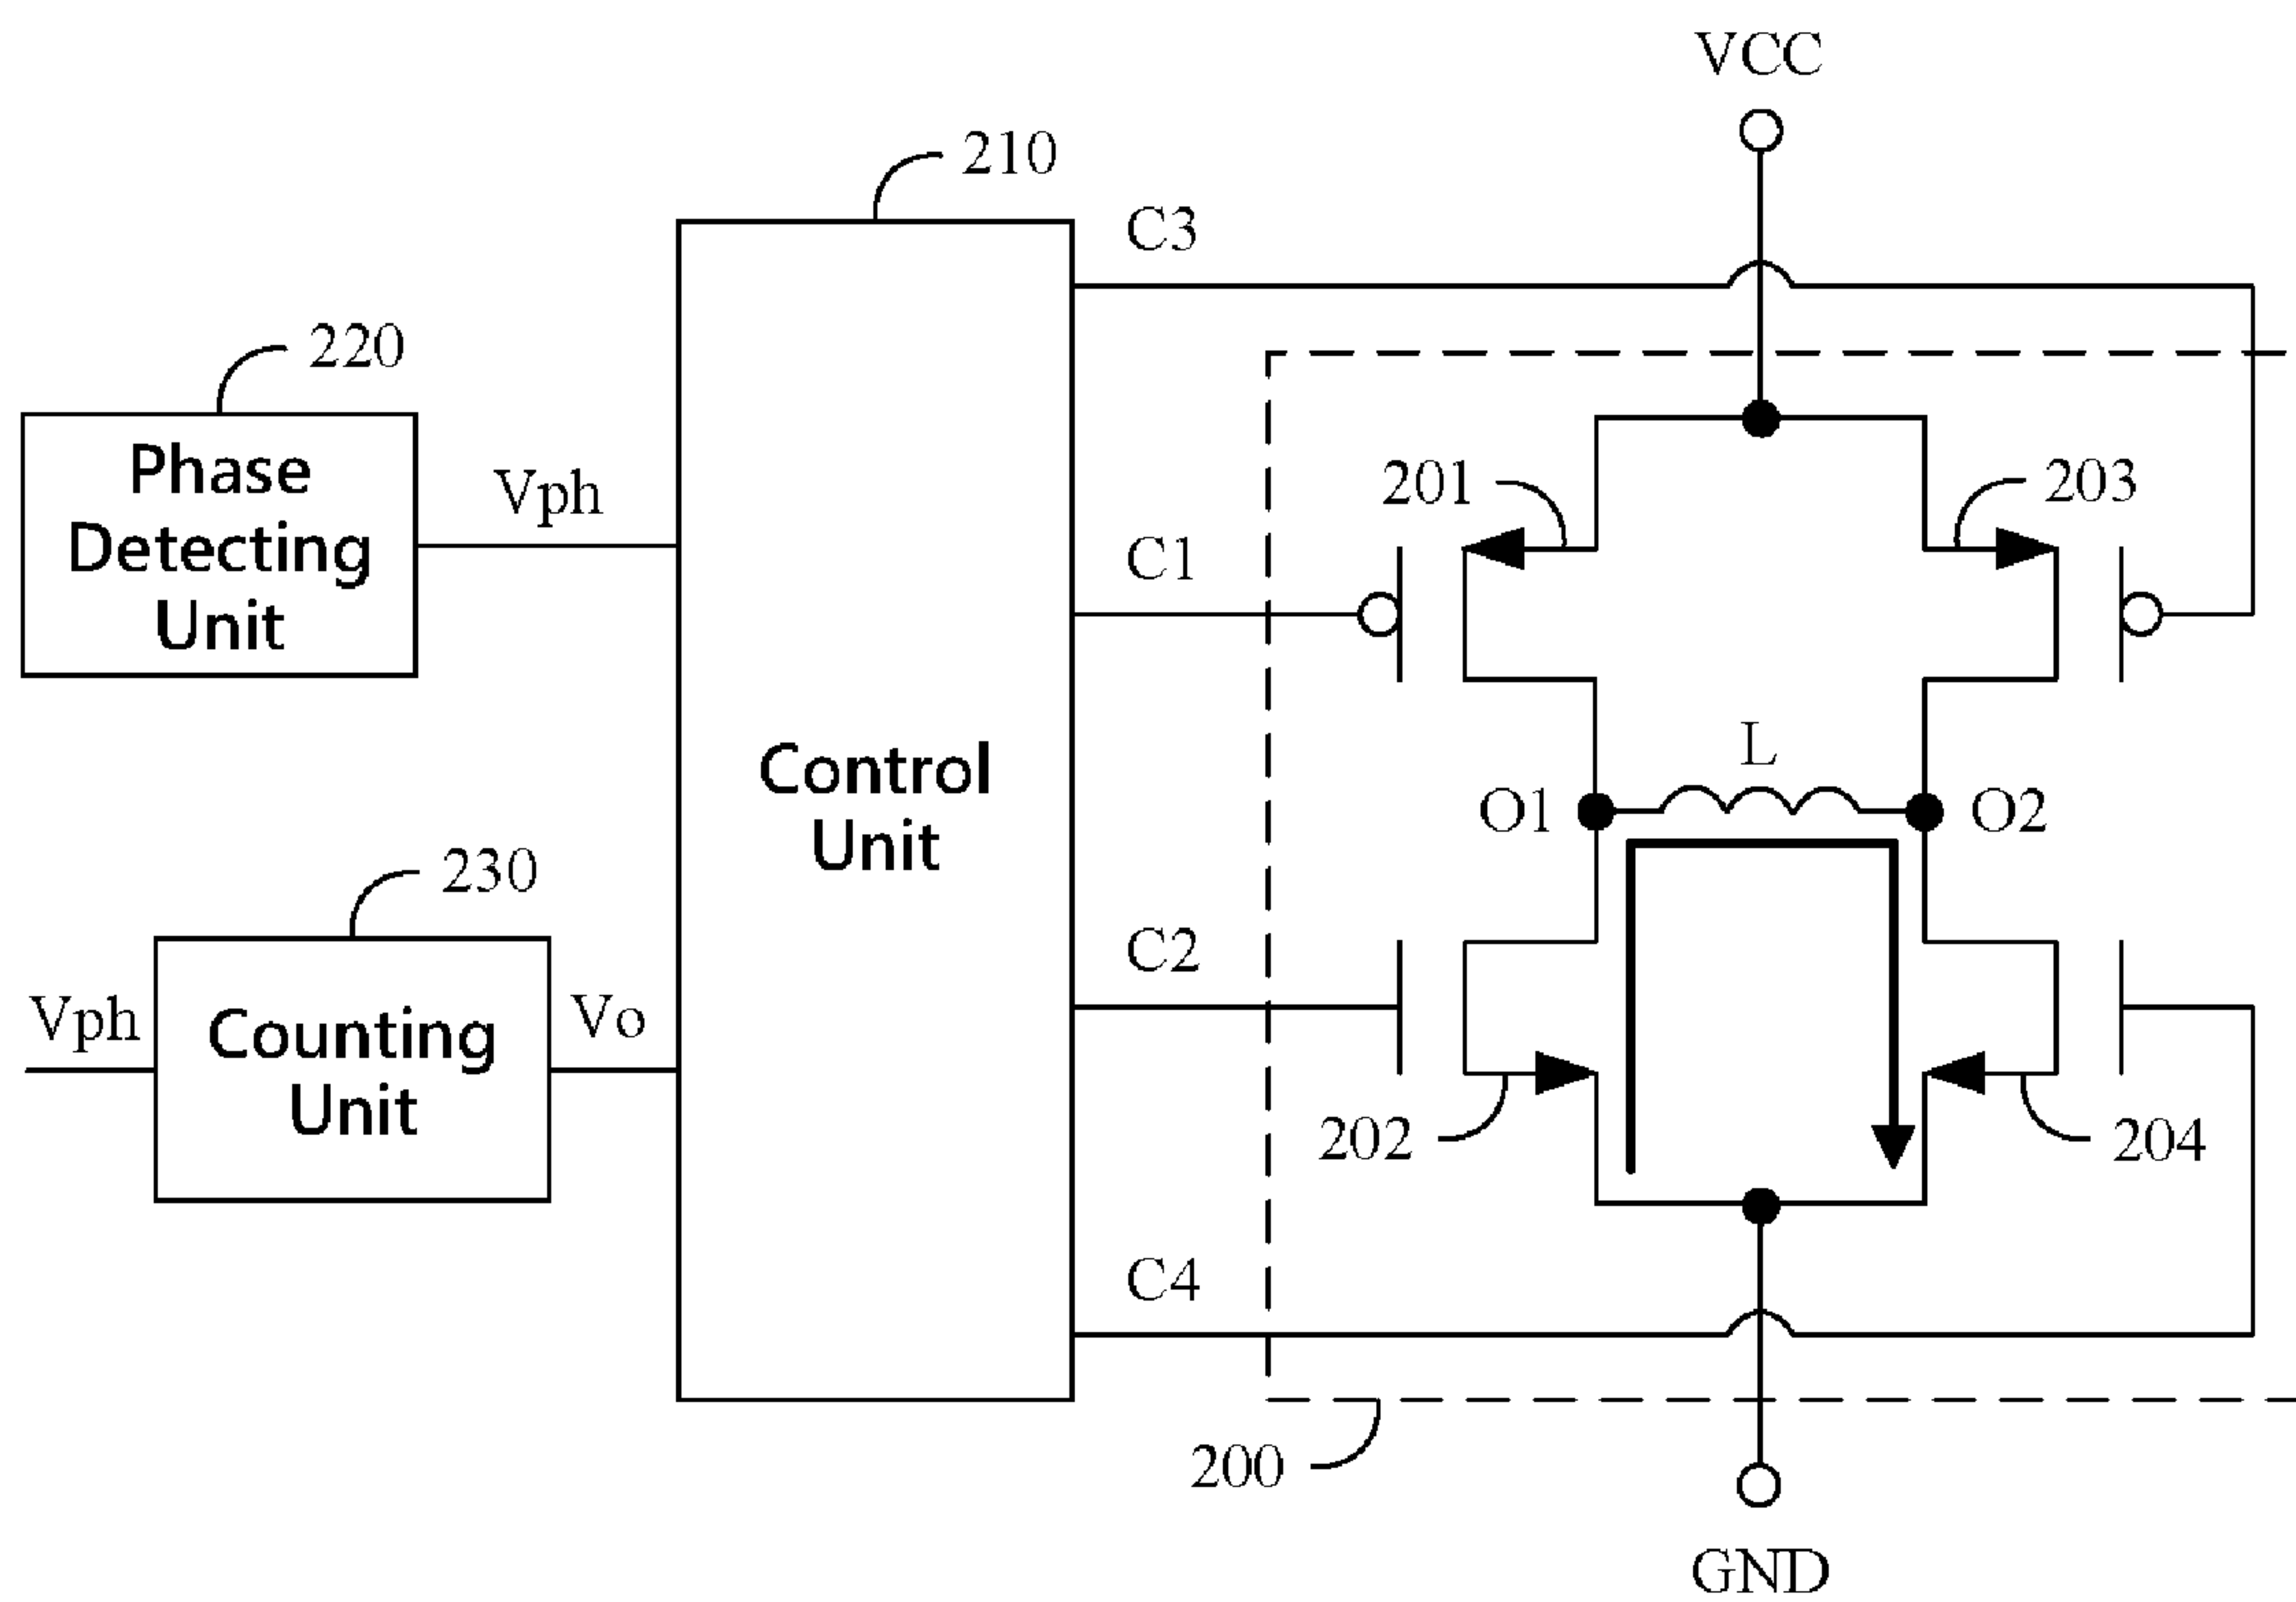 VCC
210
C3
220
Phase
Detecting
Unit
Vph
201
203
C1
Control
Unit
L
O1
O2
230
C2
Vph
Counting
Unit
Vo
202
204
C4
200
GND